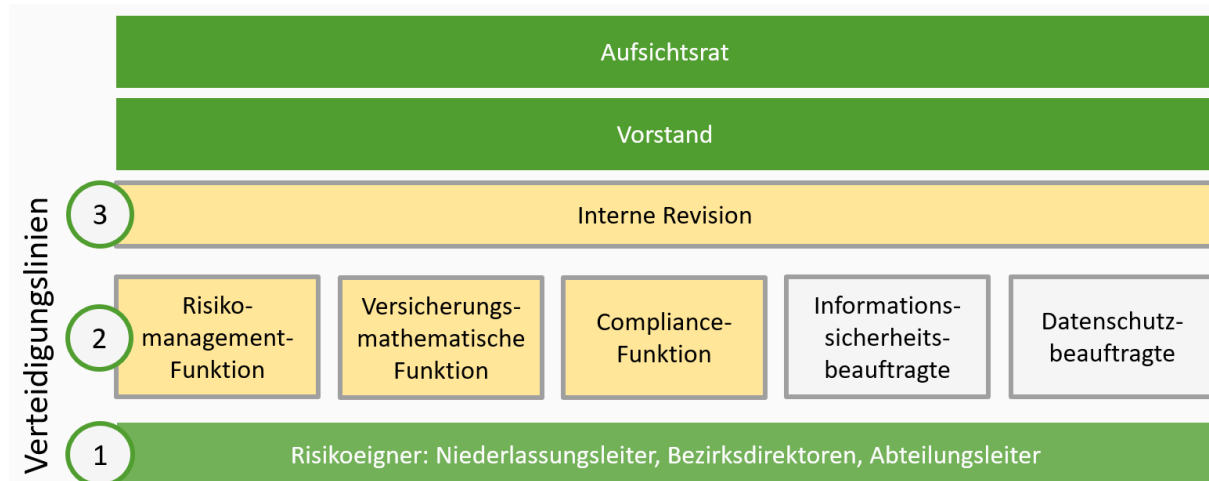 Aufsichtsrat
Vorstand
Verteidigungslinien
3
Interne Revision
2
Risiko-
management-
Funktion
Versicherungs-
mathematische
Funktion
Compliance-
Funktion
Informations-
sicherheits-
beauftragte
Datenschutz-
beauftragte
1
Risikoeigner: Niederlassungsleiter, Bezirksdirektoren, Abteilungsleiter